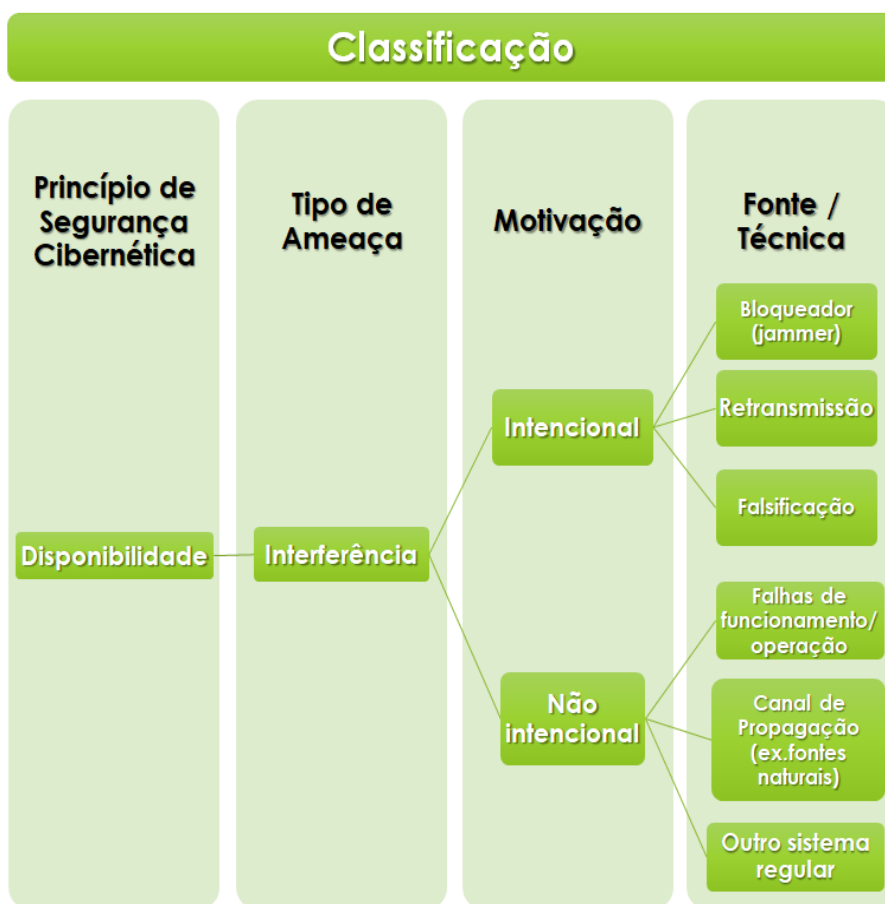 Classificação
Princípio de
Segurança
Cibernética
Tipo de
Ameaça
Motivação
Fonte /
Técnica
Disponibilidade
Interferência
Intencional
Não
intencional
Bloqueador
(jammer)
Retransmissão
Falsificação
Falhas de
funcionamento/
operação
Canal de
Propagação
(ex.fontes
naturais)
Outro sistema
regular